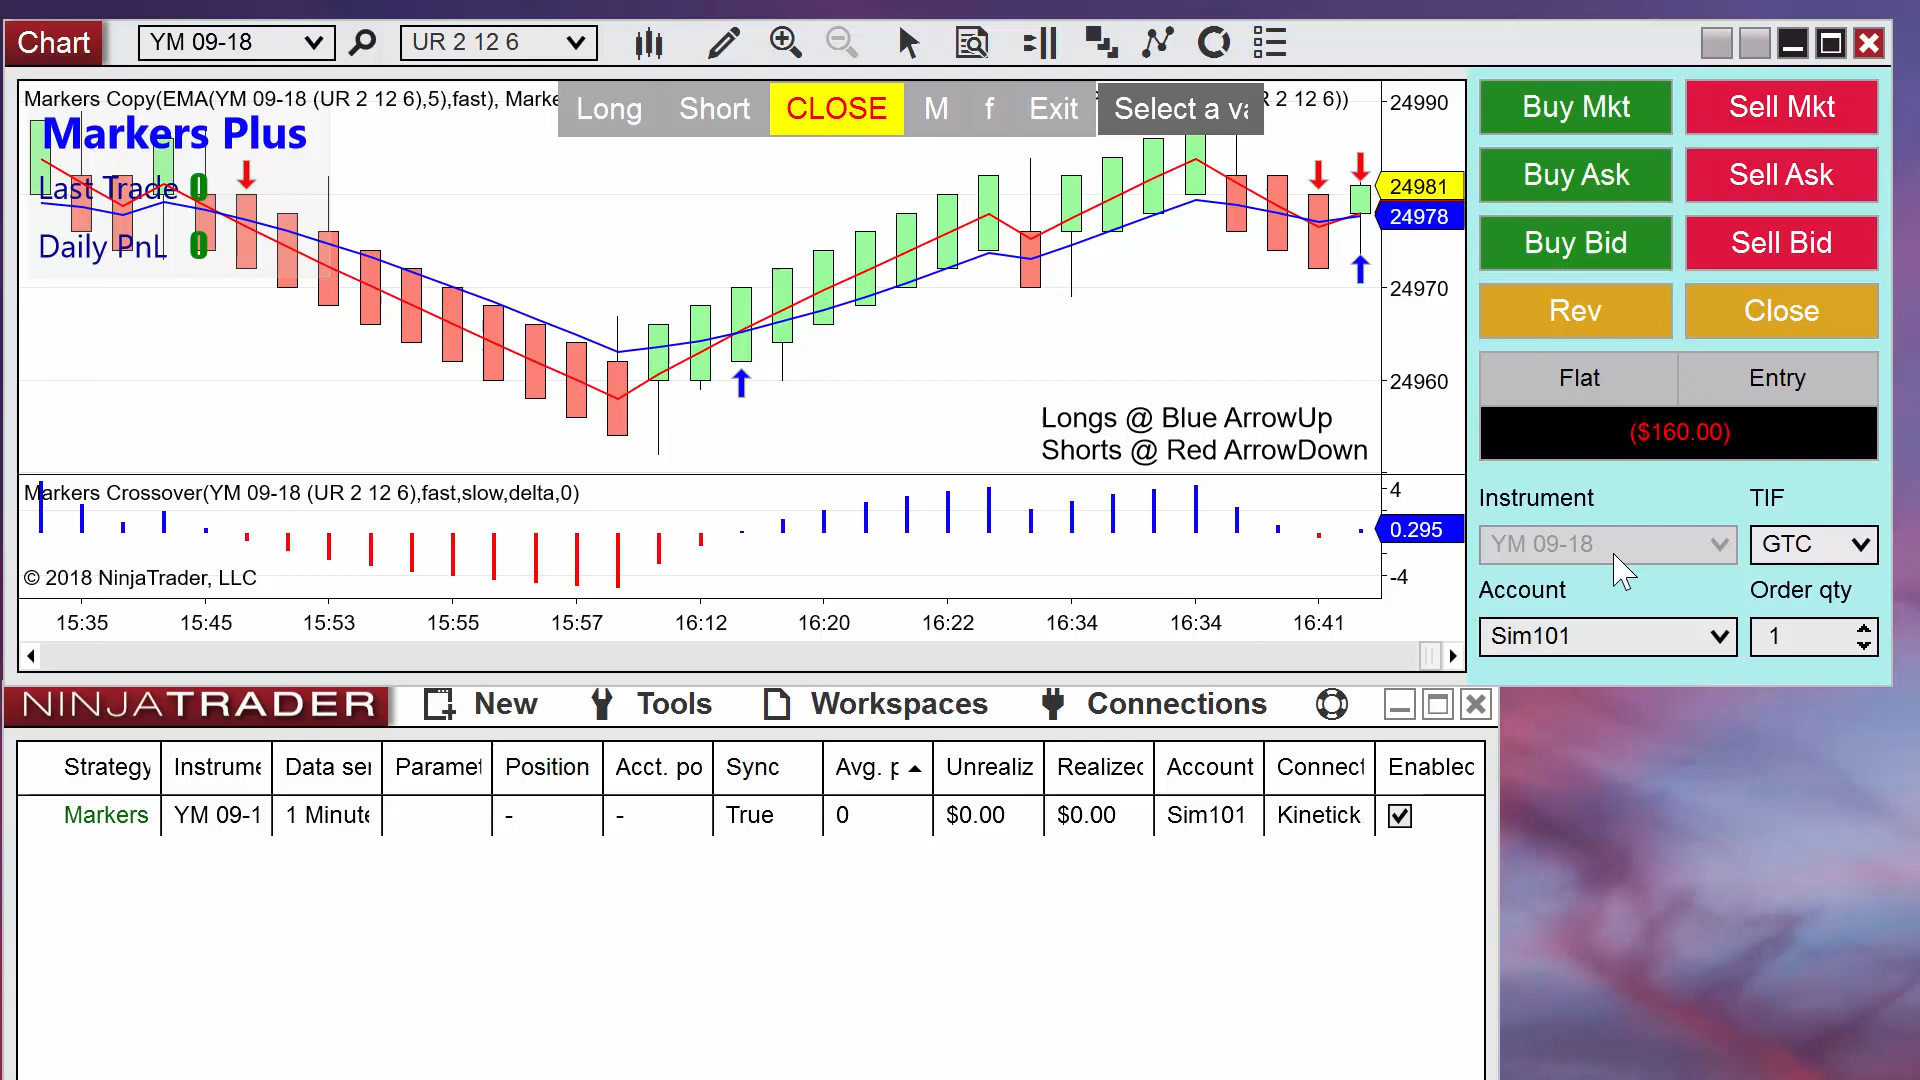 Chart
YM 09-18
UR 2 12 6
Markers Copy(EMA(YM 09-18 (UR 2 12 6),5),fast), Marke
R 2 12 6))
Long
Short
CLOSE
M
f
Exit
Select a va
Markers Plus
Last Trade 0
Daily PnL 0
24990
24981
24978
24970
24960
Longs @ Blue ArrowUp
Shorts @ Red ArrowDown
Markers Crossover(YM 09-18 (UR 2 12 6),fast,slow,delta,0)
4
0.295
-4
© 2018 NinjaTrader, LLC
15:35 15:45 15:53 15:55 15:57 16:12 16:20 16:22 16:34 16:34 16:41
Buy Mkt Sell Mkt
Buy Ask Sell Ask
Buy Bid Sell Bid
Rev Close
Flat Entry
($160.00)
Instrument TIF
YM 09-18 GTC
Account Order qty
Sim101 1
NINJATRADER New Tools Workspaces Connections
Strategy Instrume Data ser Paramet Position Acct. po Sync Avg. p Unrealiz Realized Account Connect Enabled
Markers YM 09-1 1 Minute - - True 0 $0.00 $0.00 Sim101 Kinetick